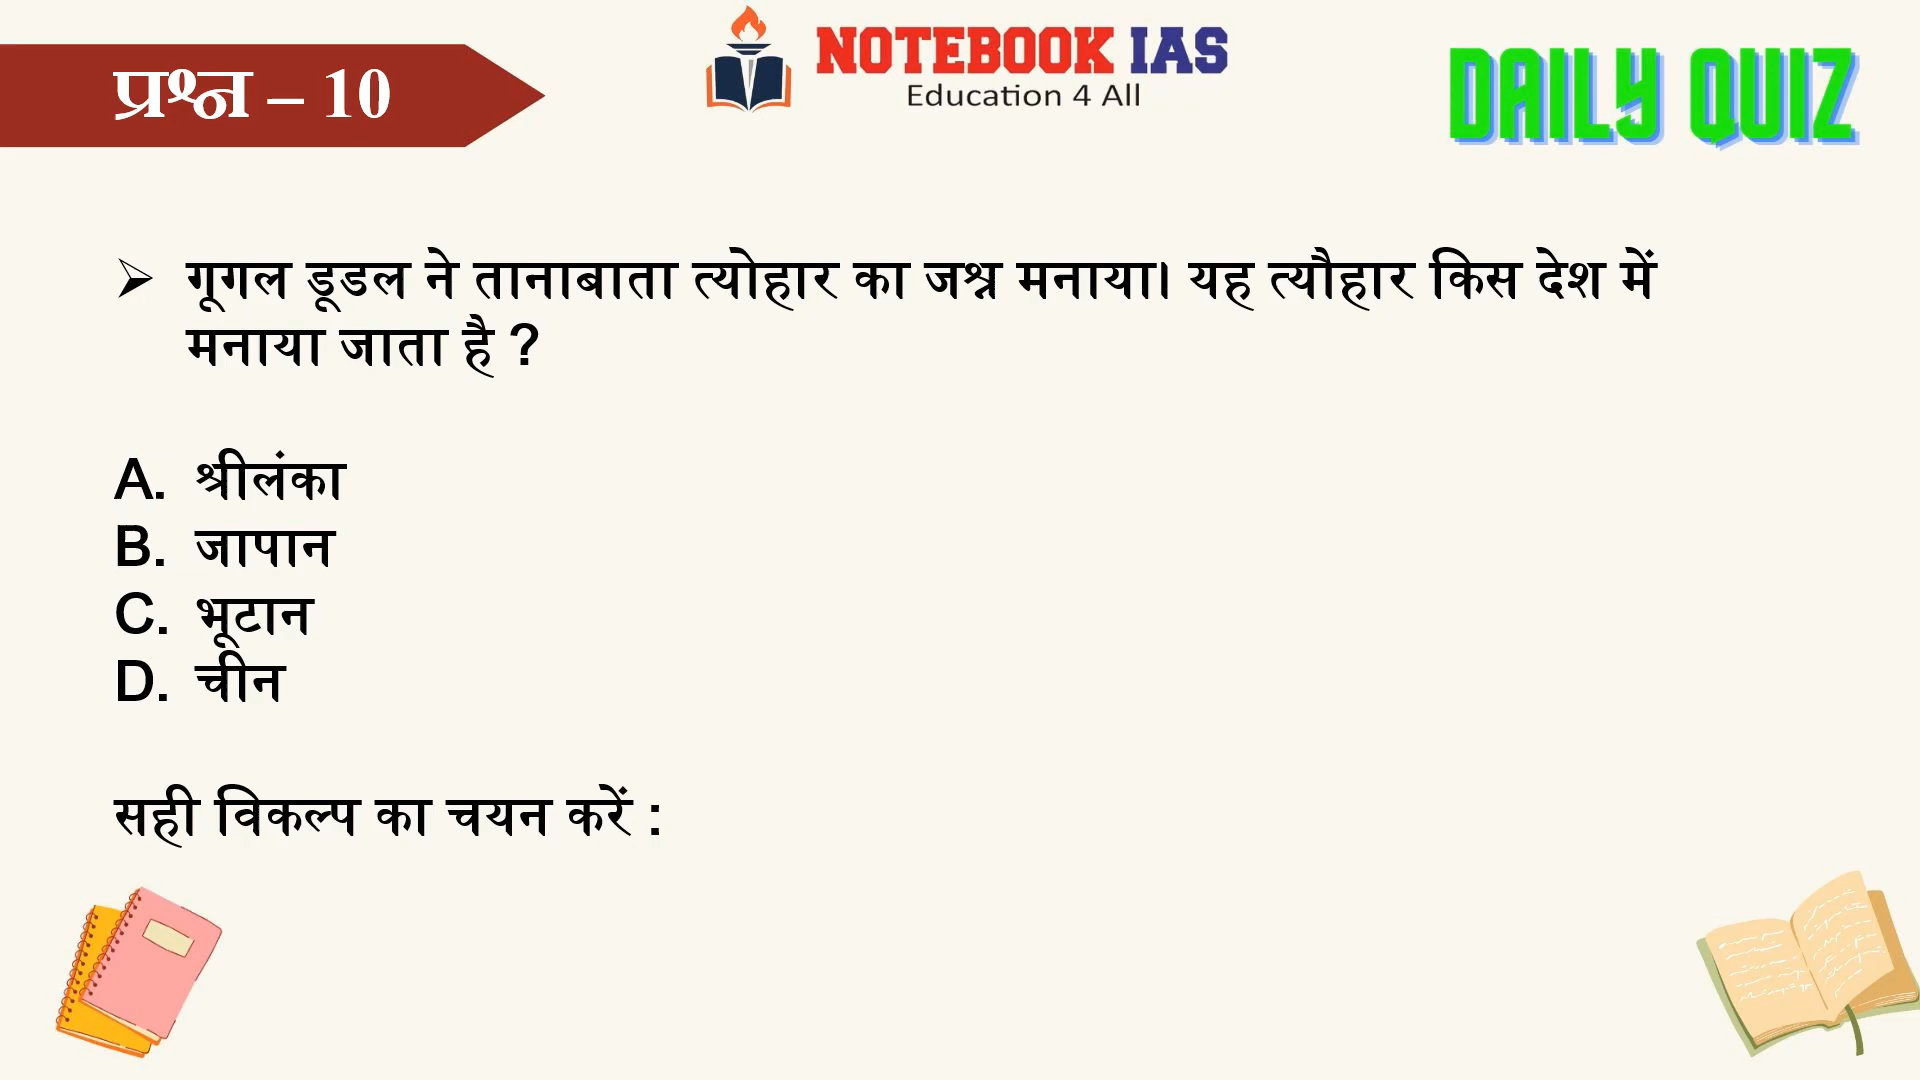 प्रश्न – 10
NOTEBOOK IAS
Education 4 All
DAILY QUIZ
➢ गूगल डूडल ने तानाबाता त्योहार का जश्न मनाया। यह त्यौहार किस देश में
मनाया जाता है ?
A. श्रीलंका
B. जापान
C. भूटान
D. चीन
सही विकल्प का चयन करें :